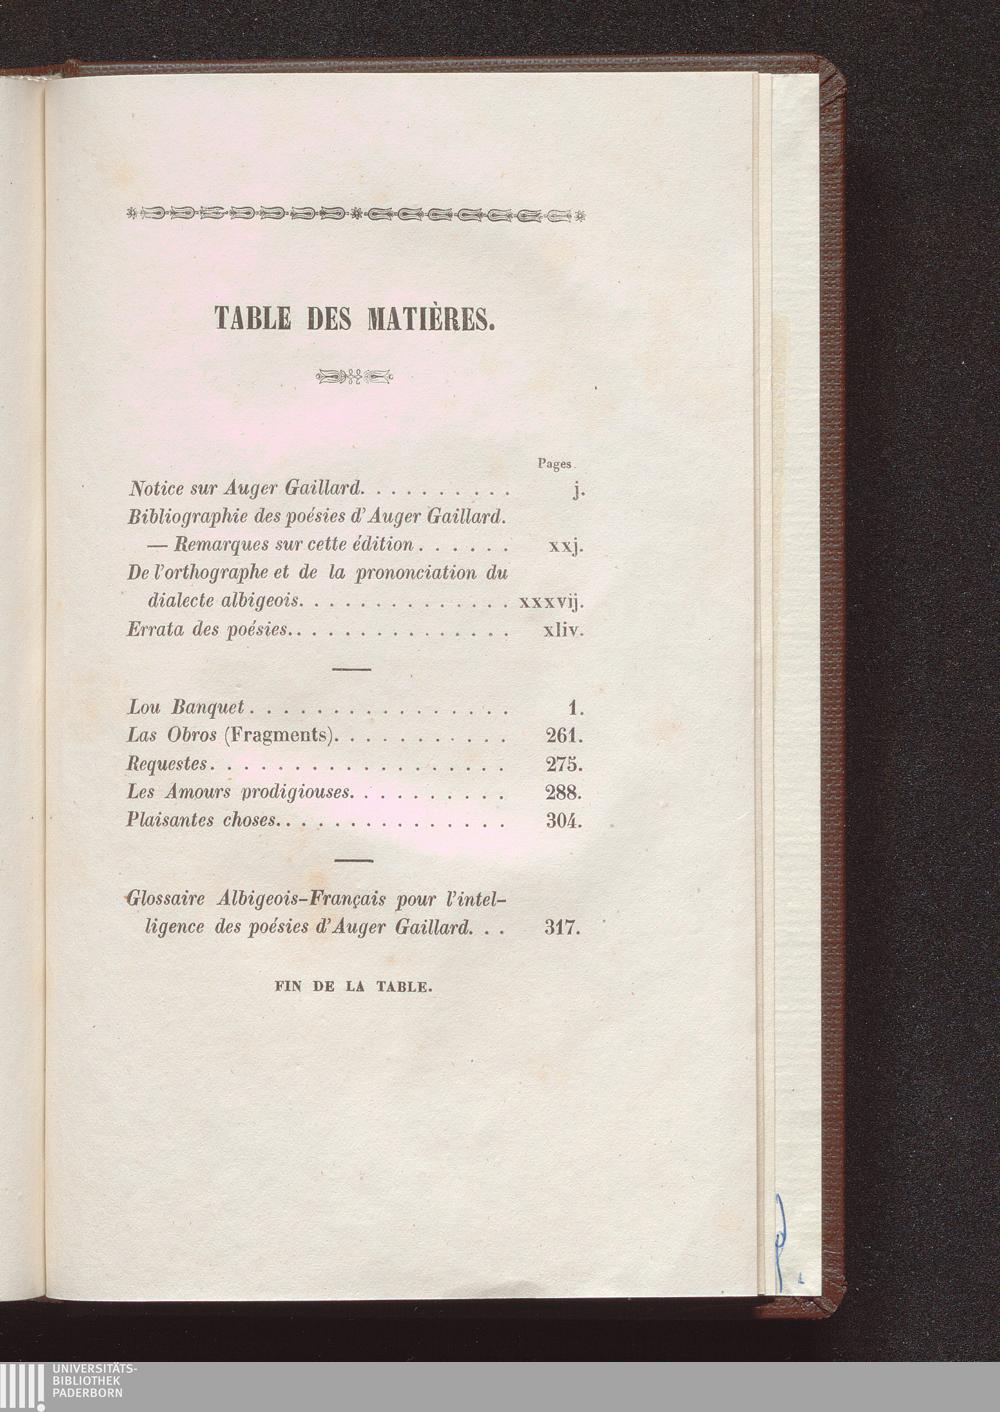 TABLE DES MATIÈRES.
Pages.
Notice sur Auger Gaillard. . . . . . . . . . j.
Bibliographie des poésies d'Auger Gaillard.
— Remarques sur cette édition . . . . . . xxj.
De l'orthographe et de la prononciation du
dialecte albigeois. . . . . . . . . . . . . . xxxvij.
Errata des poésies. . . . . . . . . . . . . . . xliv.
Lou Banquet . . . . . . . . . . . . . . . . 1.
Las Obros (Fragments). . . . . . . . . . . 261.
Requestes. . . . . . . . . . . . . . . . . . 275.
Les Amours prodigiouses. . . . . . . . . . 288.
Plaisantes choses. . . . . . . . . . . . . . . 304.
Glossaire Albigeois-Français pour l'intel-
ligence des poésies d'Auger Gaillard. . . 317.
FIN DE LA TABLE.
UNIVERSITÄTS-
BIBLIOTHEK
PADERBORN